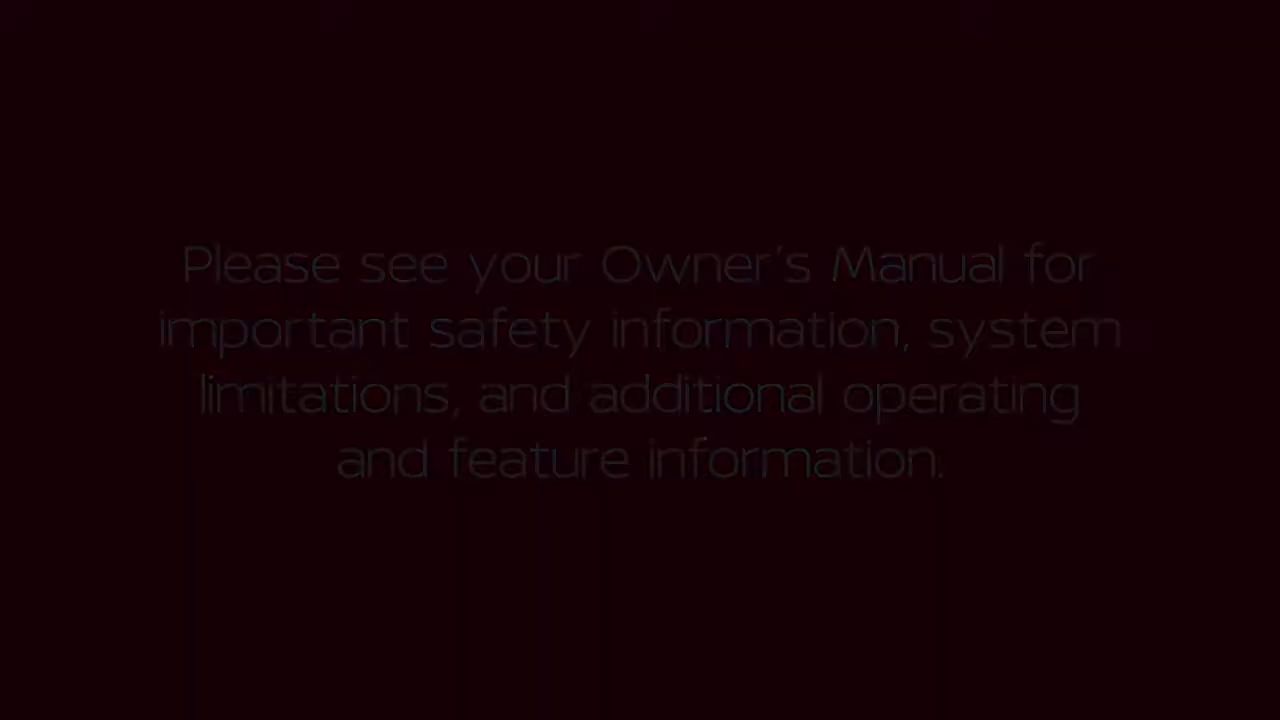 Please see your Owner's Manual for
important safety information, system
limitations, and additional operating
and feature information.